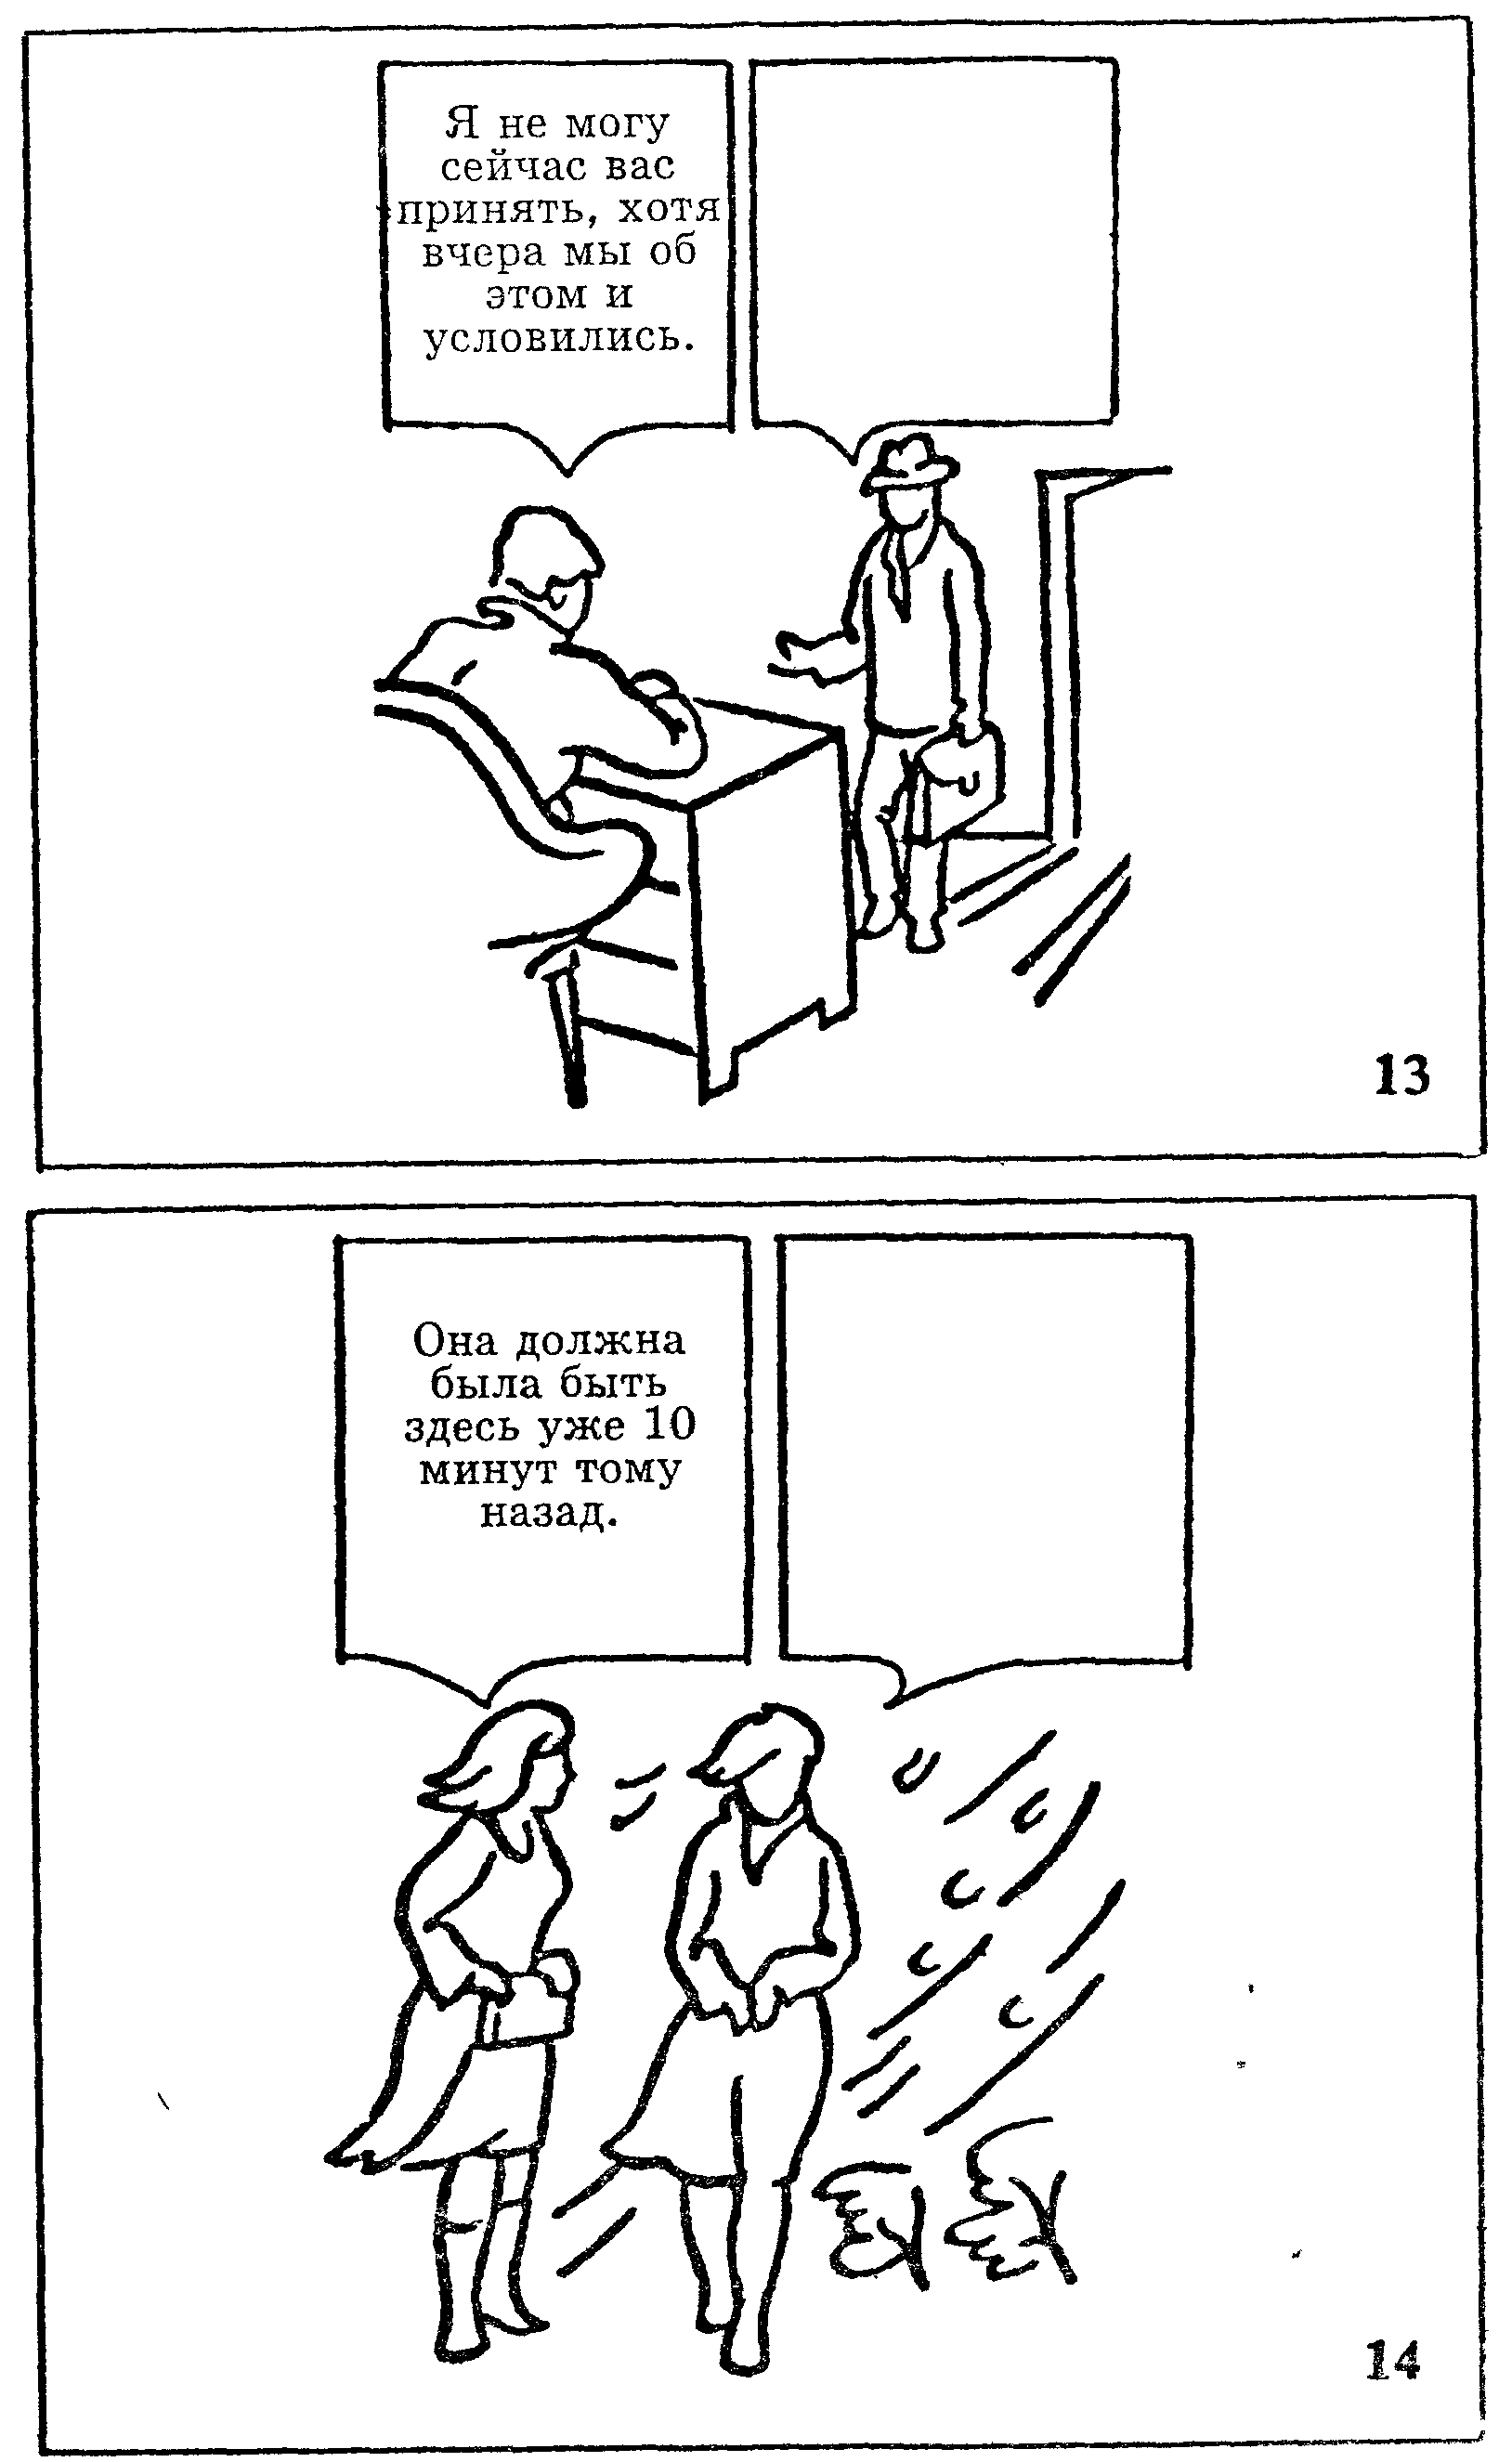 Я не могу
сейчас вас
принять, хотя
вчера мы об
этом и
условились.
13
Она должна
была быть
здесь уже 10
минут тому
назад.
14